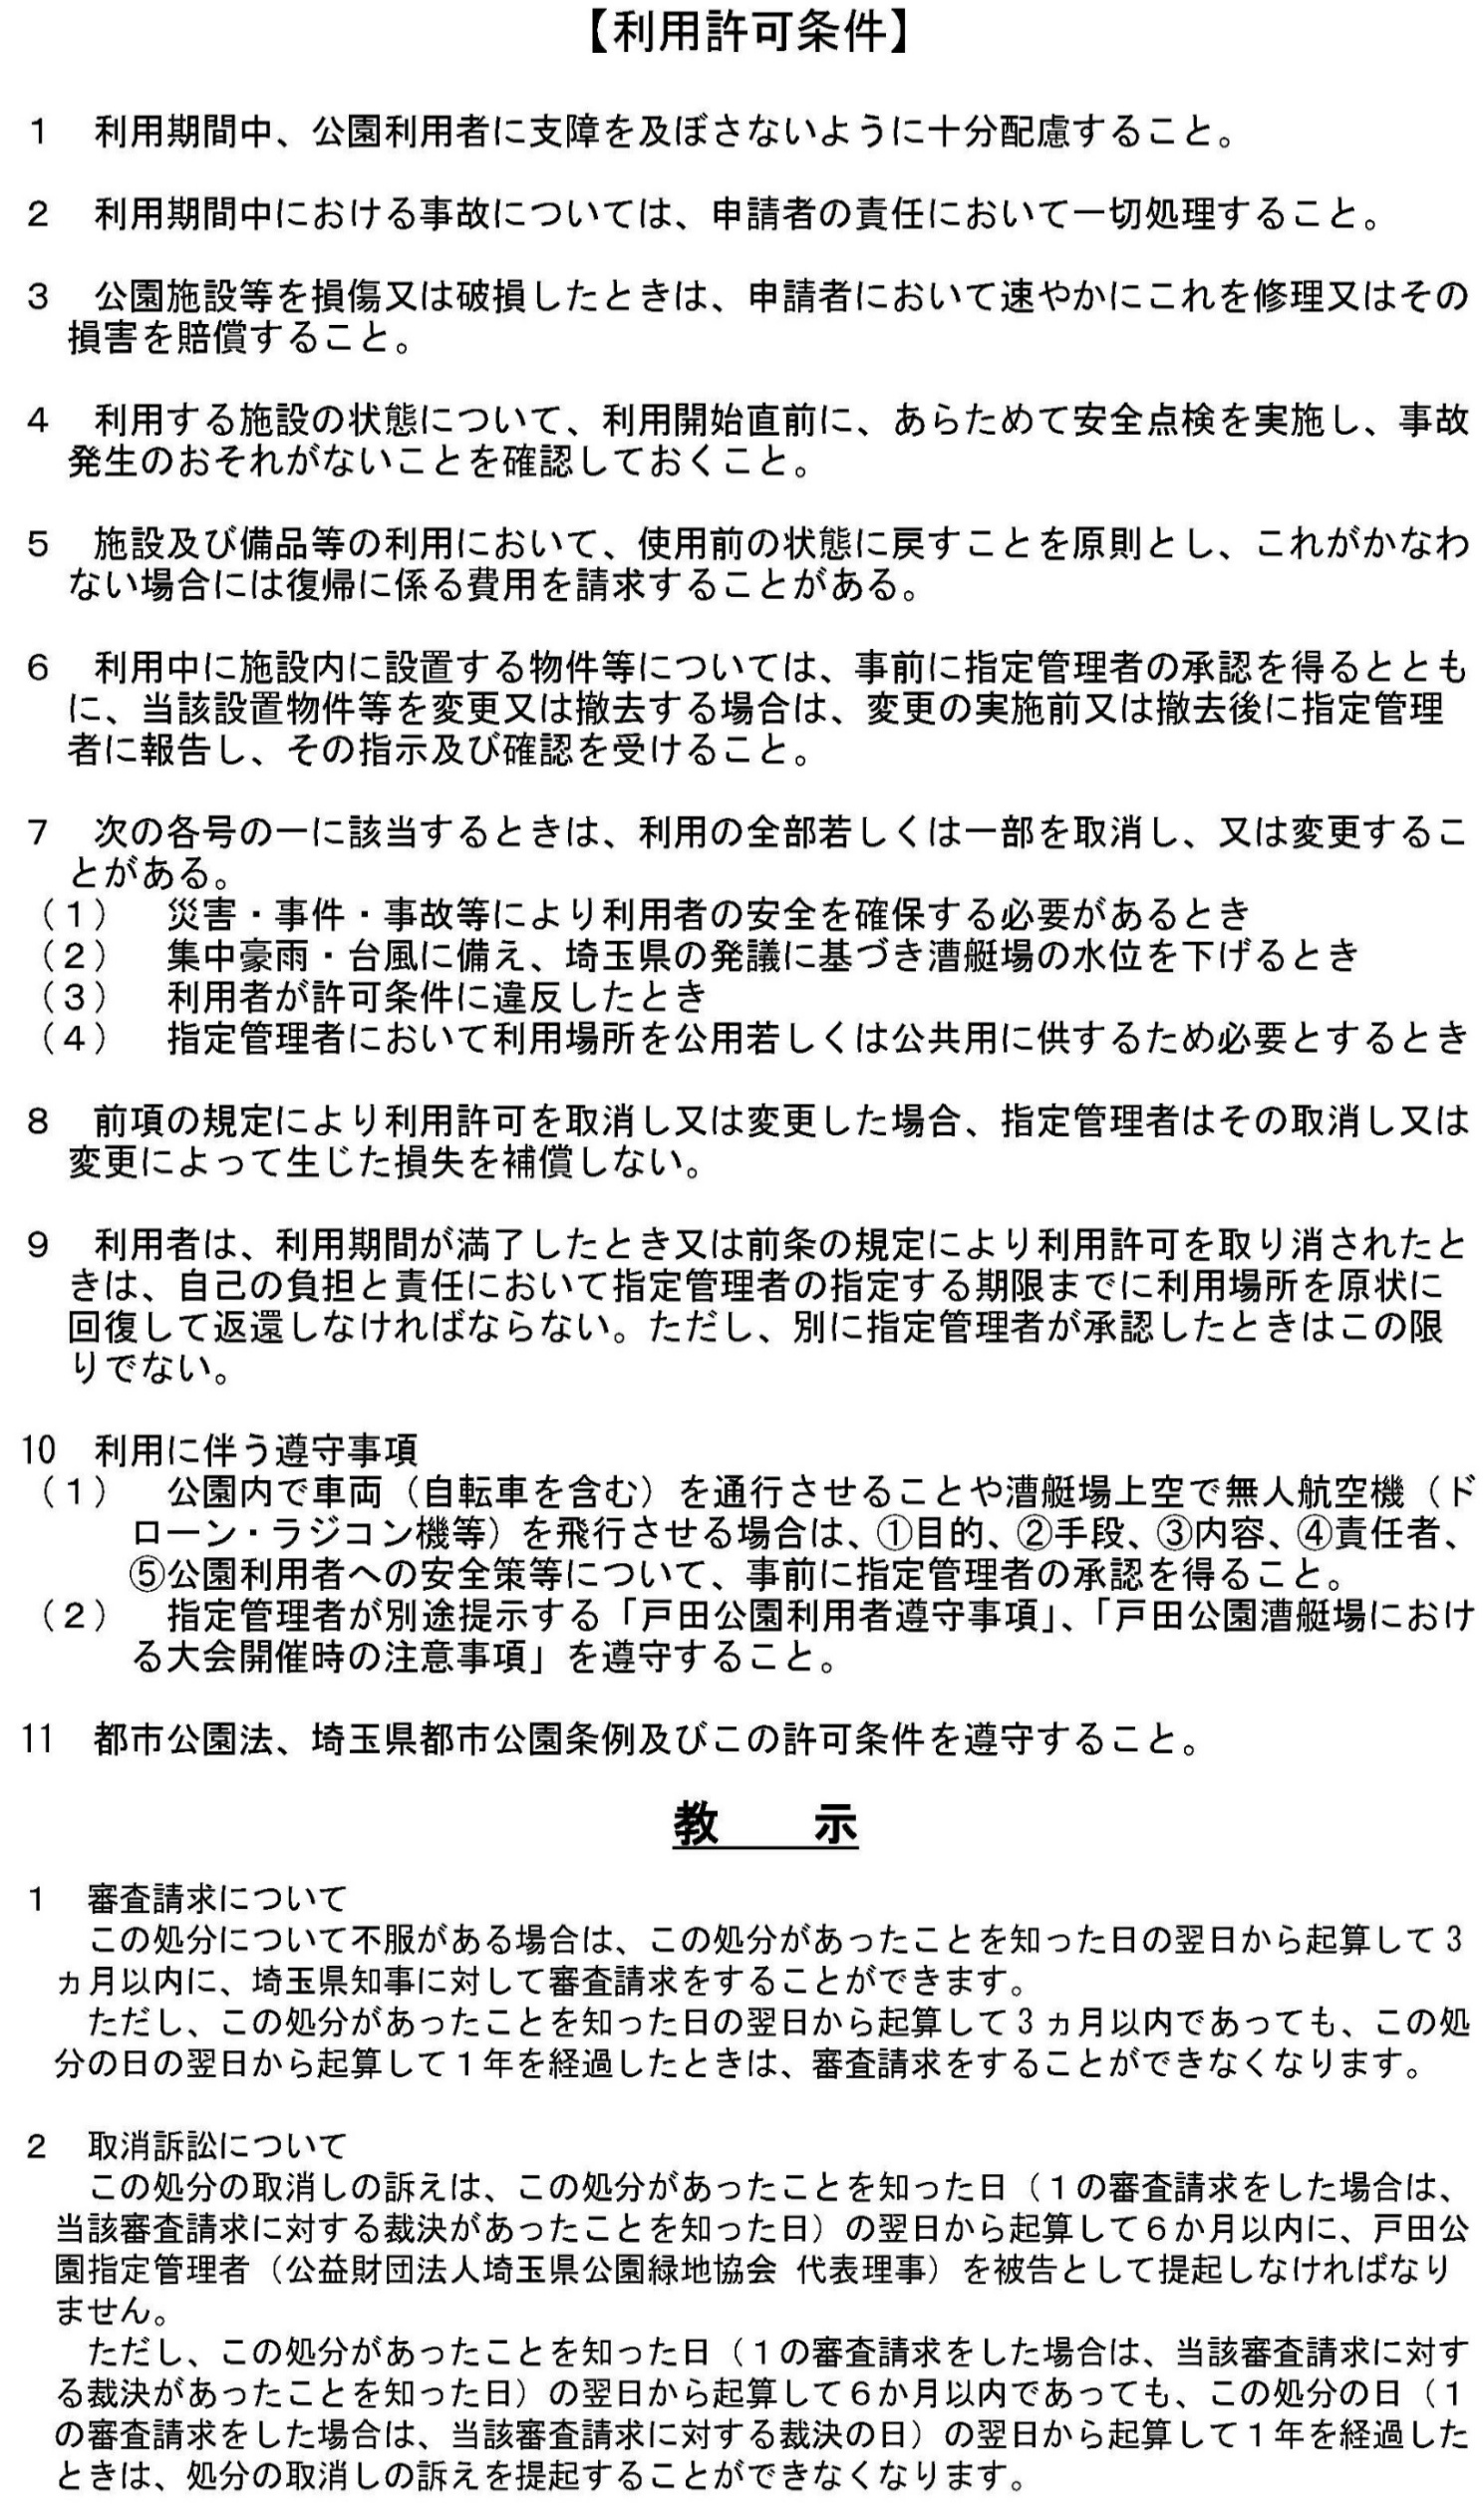 【利用許可条件】
１　利用期間中、公園利用者に支障を及ぼさないように十分配慮すること。
２　利用期間中における事故については、申請者の責任において一切処理すること。
３　公園施設等を損傷又は破損したときは、申請者において速やかにこれを修理又はその
損害を賠償すること。
４　利用する施設の状態について、利用開始直前に、あらためて安全点検を実施し、事故
発生のおそれがないことを確認しておくこと。
５　施設及び備品等の利用において、使用前の状態に戻すことを原則とし、これがかなわ
ない場合には復帰に係る費用を請求することがある。
６　利用中に施設内に設置する物件等については、事前に指定管理者の承認を得るととも
に、当該設置物件等を変更又は撤去する場合は、変更の実施前又は撤去後に指定管理
者に報告し、その指示及び確認を受けること。
７　次の各号の一に該当するときは、利用の全部若しくは一部を取消し、又は変更するこ
とがある。
（１）　災害・事件・事故等により利用者の安全を確保する必要があるとき
（２）　集中豪雨・台風に備え、埼玉県の発議に基づき漕艇場の水位を下げるとき
（３）　利用者が許可条件に違反したとき
（４）　指定管理者において利用場所を公用若しくは公共用に供するため必要とするとき
８　前項の規定により利用許可を取消し又は変更した場合、指定管理者はその取消し又は
変更によって生じた損失を補償しない。
９　利用者は、利用期間が満了したとき又は前条の規定により利用許可を取り消されたと
きは、自己の負担と責任において指定管理者の指定する期限までに利用場所を原状に
回復して返還しなければならない。ただし、別に指定管理者が承認したときはこの限
りでない。
10　利用に伴う遵守事項
（１）　公園内で車両（自転車を含む）を通行させることや漕艇場上空で無人航空機（ド
ローン・ラジコン機等）を飛行させる場合は、①目的、②手段、③内容、④責任者、
⑤公園利用者への安全策等について、事前に指定管理者の承認を得ること。
（２）　指定管理者が別途提示する「戸田公園利用者遵守事項」、「戸田公園漕艇場におけ
る大会開催時の注意事項」を遵守すること。
11　都市公園法、埼玉県都市公園条例及びこの許可条件を遵守すること。
教　　示
１　審査請求について
この処分について不服がある場合は、この処分があったことを知った日の翌日から起算して３
ヵ月以内に、埼玉県知事に対して審査請求をすることができます。
ただし、この処分があったことを知った日の翌日から起算して３ヵ月以内であっても、この処
分の日の翌日から起算して１年を経過したときは、審査請求をすることができなくなります。
２　取消訴訟について
この処分の取消しの訴えは、この処分があったことを知った日（１の審査請求をした場合は、
当該審査請求に対する裁決があったことを知った日）の翌日から起算して６か月以内に、戸田公
園指定管理者（公益財団法人埼玉県公園緑地協会 代表理事）を被告として提起しなければなり
ません。
ただし、この処分があったことを知った日（１の審査請求をした場合は、当該審査請求に対す
る裁決があったことを知った日）の翌日から起算して６か月以内であっても、この処分の日（１
の審査請求をした場合は、当該審査請求に対する裁決の日）の翌日から起算して１年を経過した
ときは、処分の取消しの訴えを提起することができなくなります。